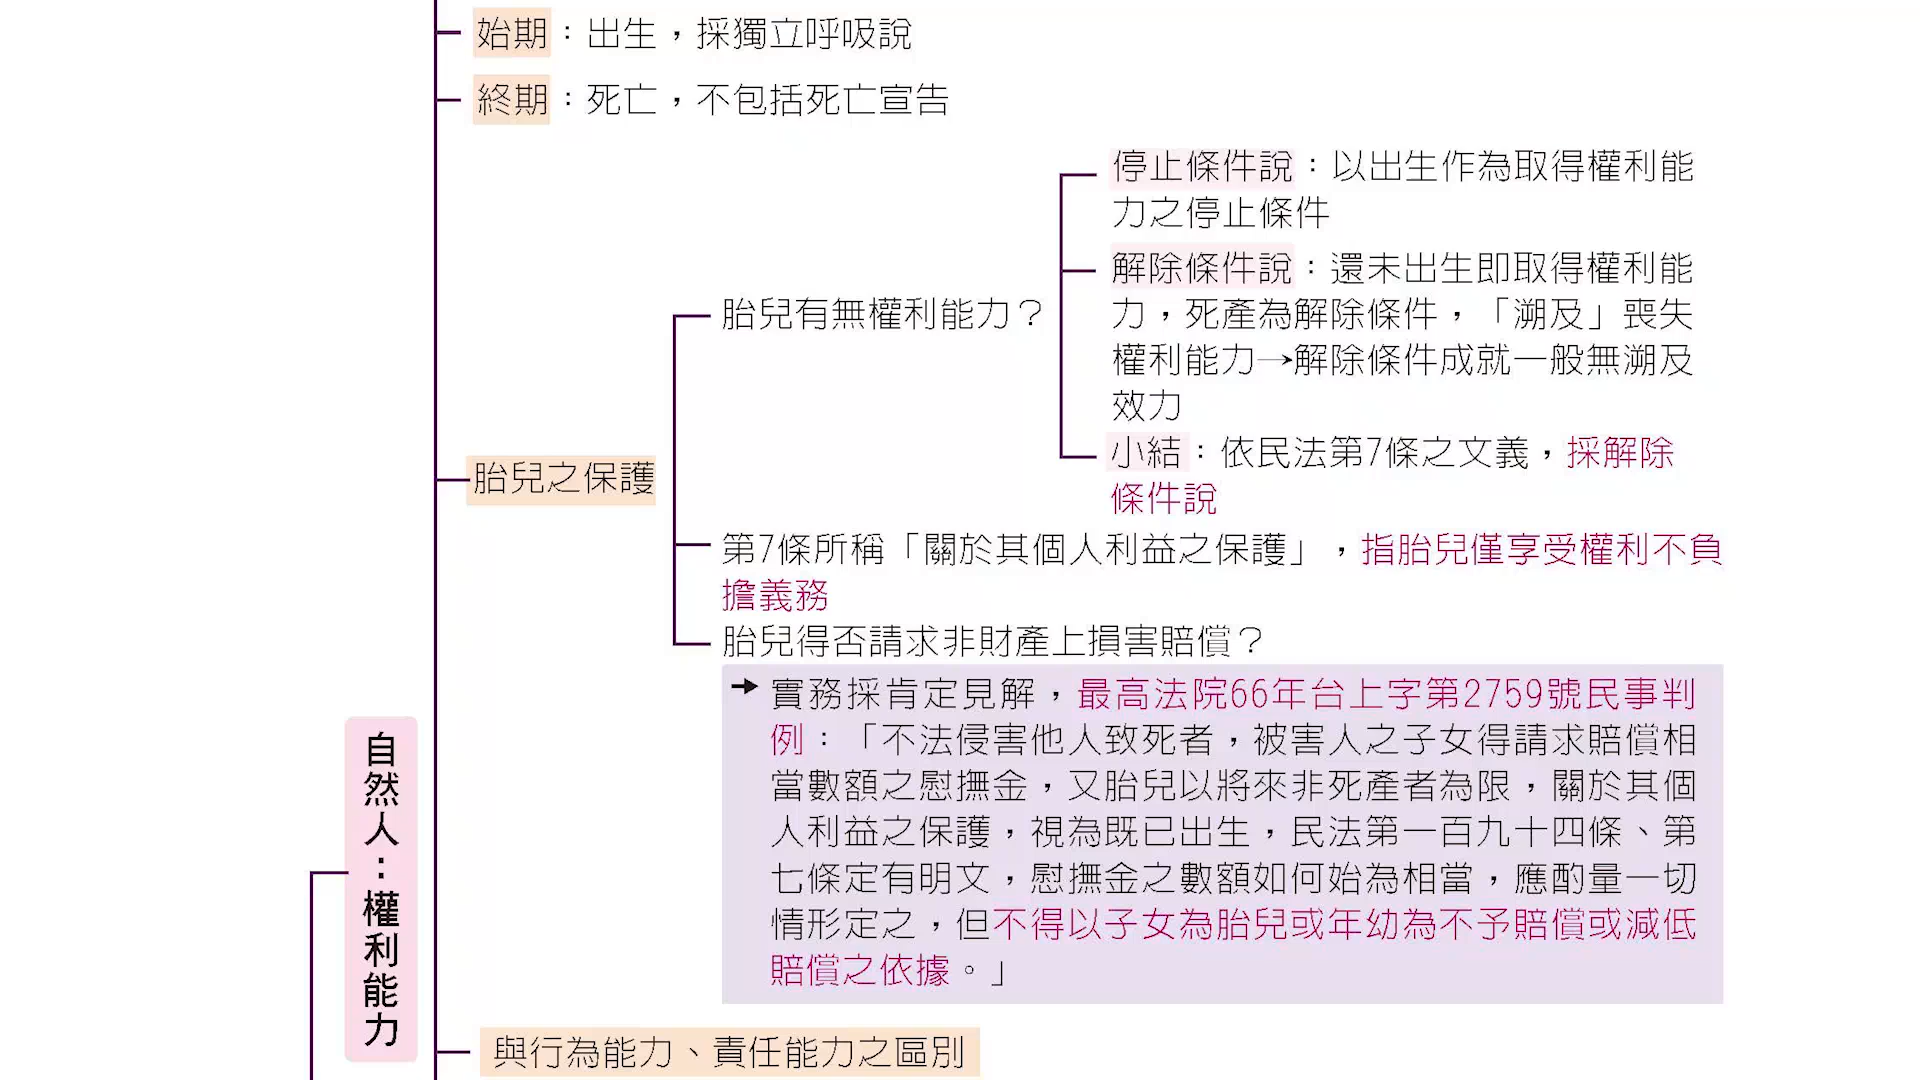 始期：出生，採獨立呼吸說
終期：死亡，不包括死亡宣告
停止條件說：以出生作為取得權利能
力之停止條件
解除條件說：還未出生即取得權利能
力，死產為解除條件，「溯及」喪失
權利能力→解除條件成就一般無溯及
效力
胎兒有無權利能力？
小結：依民法第7條之文義，採解除
條件說
胎兒之保護
第7條所稱「關於其個人利益之保護」，指胎兒僅享受權利不負
擔義務
胎兒得否請求非財產上損害賠償？
➔ 實務採肯定見解，最高法院66年台上字第2759號民事判
例：「不法侵害他人致死者，被害人之子女得請求賠償相
當數額之慰撫金，又胎兒以將來非死產者為限，關於其個
人利益之保護，視為既已出生，民法第一百九十四條、第
七條定有明文，慰撫金之數額如何始為相當，應酌量一切
情形定之，但不得以子女為胎兒或年幼為不予賠償或減低
賠償之依據。」
自然人：權利能力
與行為能力、責任能力之區別